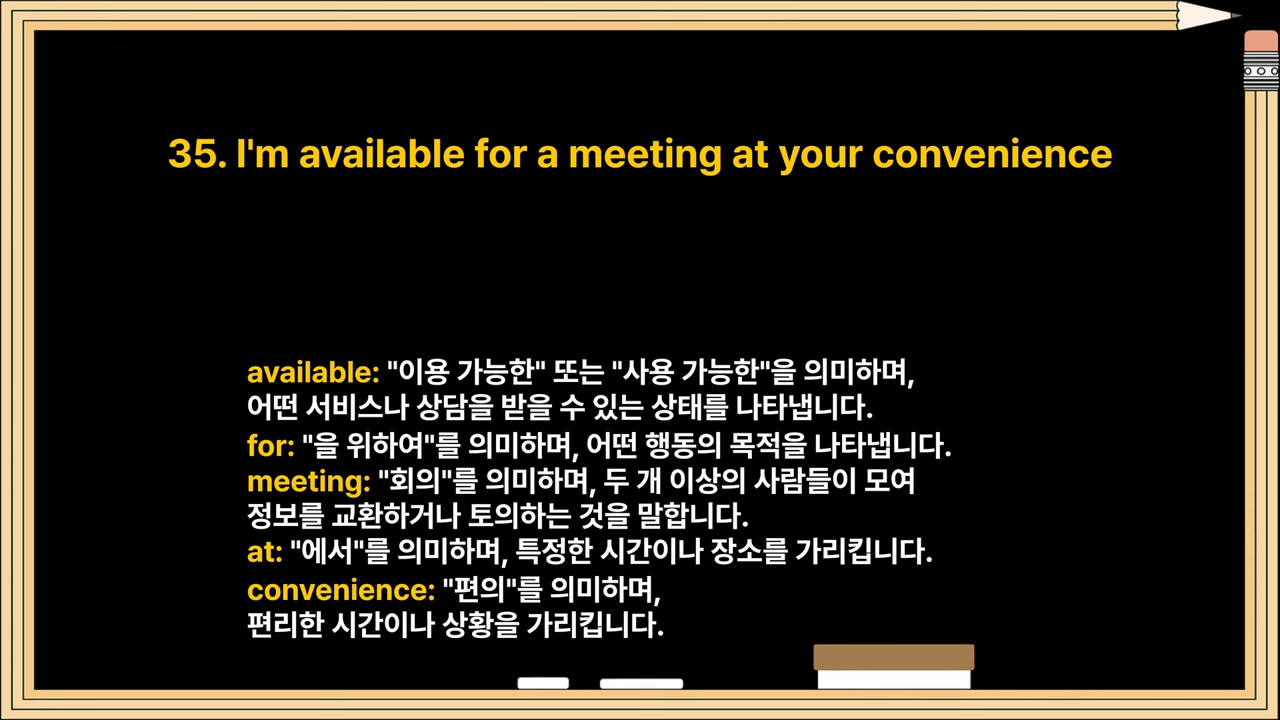 35. I'm available for a meeting at your convenience
available: "이용 가능한" 또는 "사용 가능한"을 의미하며,
어떤 서비스나 상담을 받을 수 있는 상태를 나타냅니다.
for: "을 위하여"를 의미하며, 어떤 행동의 목적을 나타냅니다.
meeting: "회의"를 의미하며, 두 개 이상의 사람들이 모여
정보를 교환하거나 토의하는 것을 말합니다.
at: "에서"를 의미하며, 특정한 시간이나 장소를 가리킵니다.
convenience: "편의"를 의미하며,
편리한 시간이나 상황을 가리킵니다.